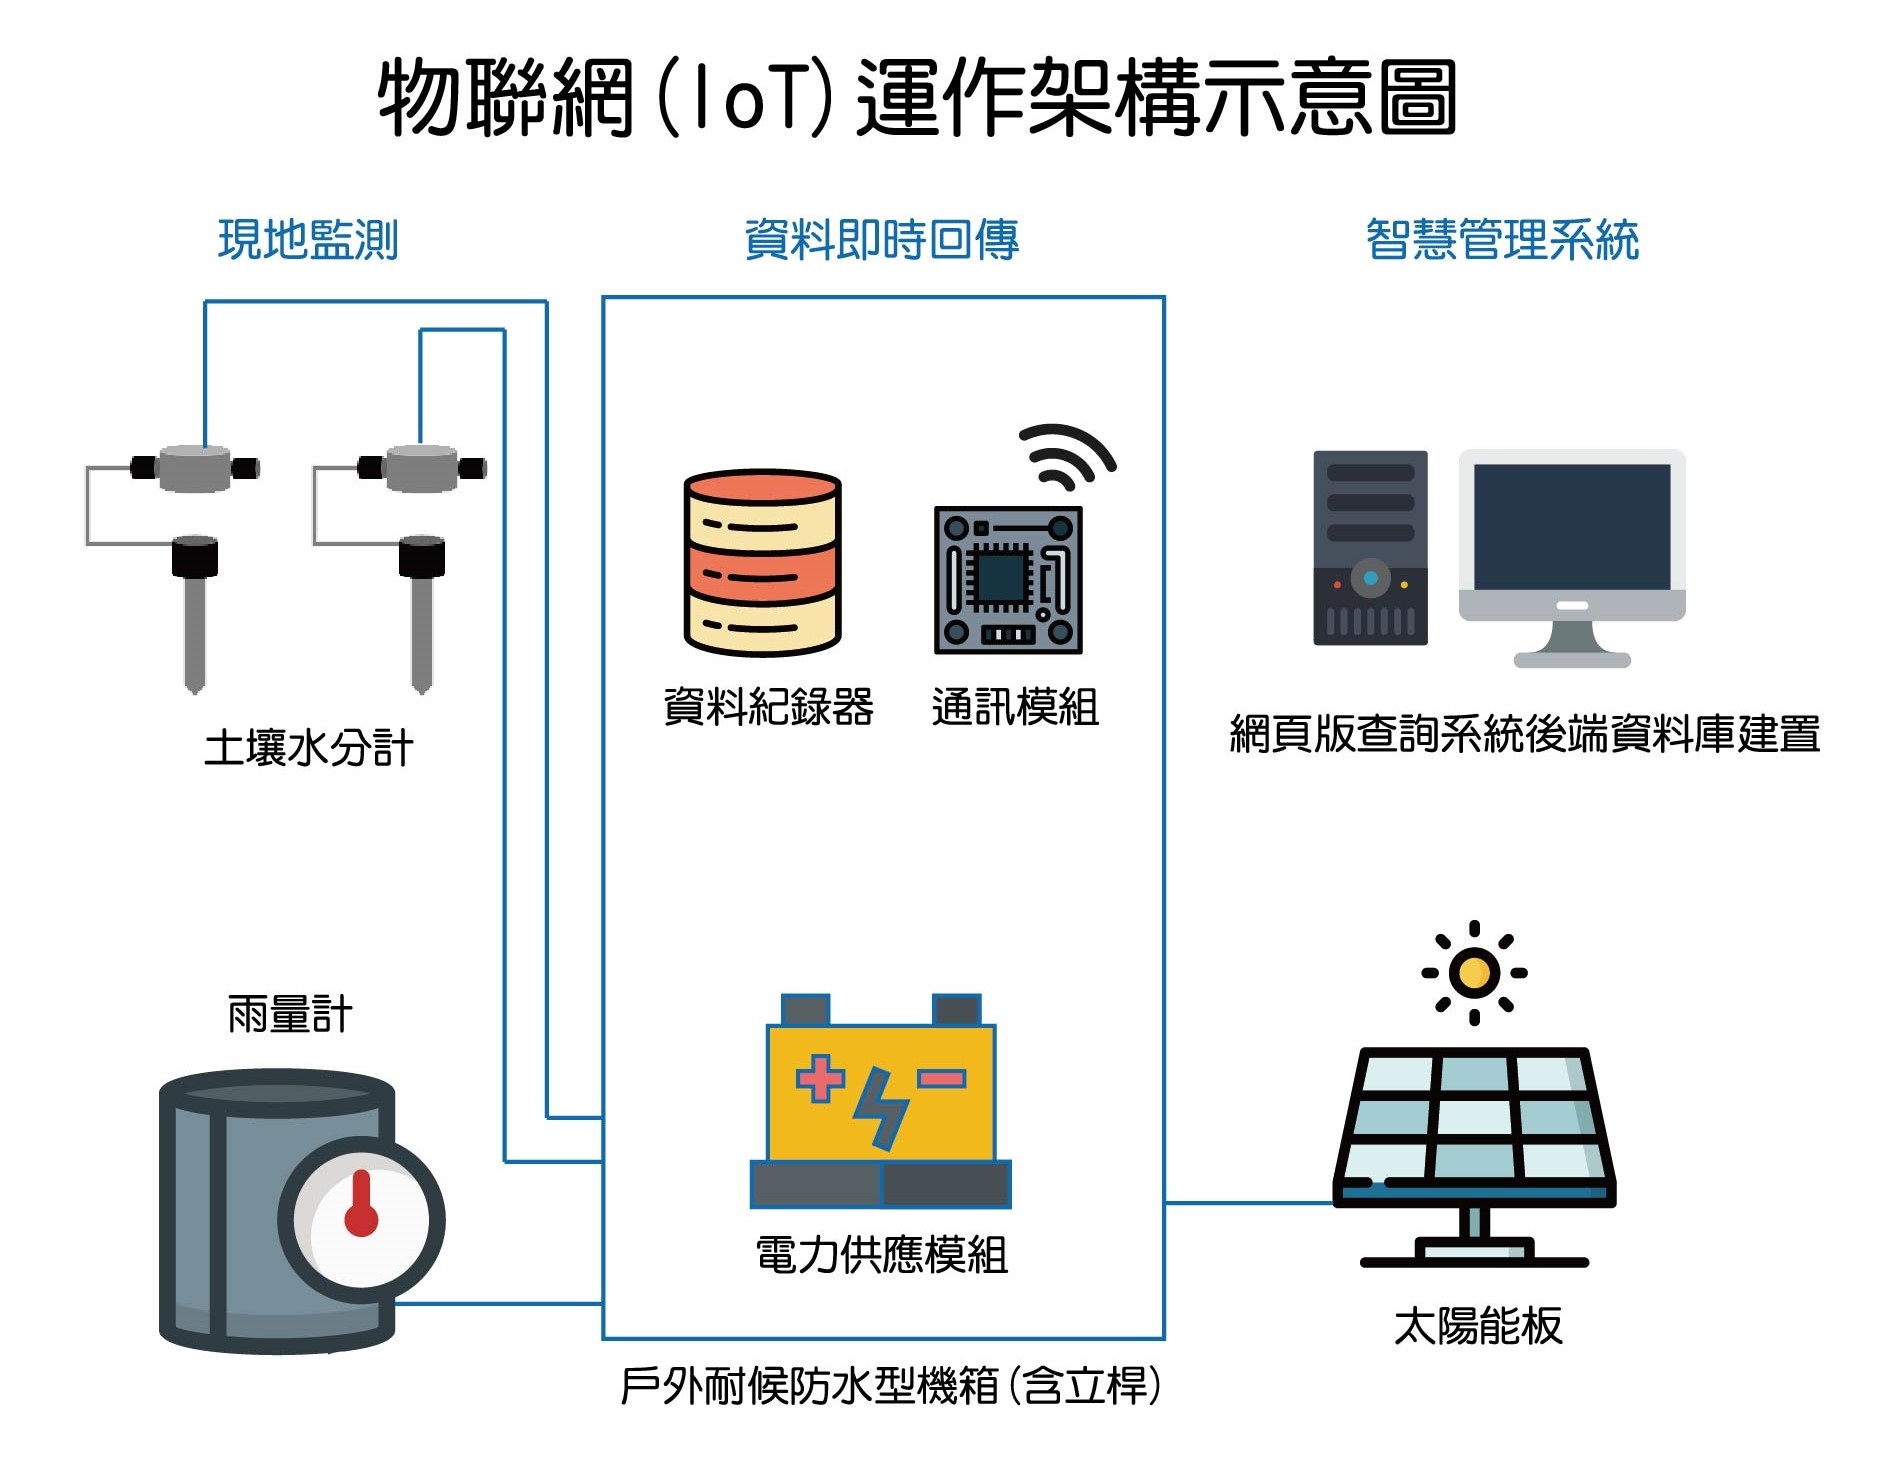 物聯網(IoT)運作架構示意圖
現地監測
資料即時回傳
智慧管理系統
土壤水分計
資料紀錄器
通訊模組
網頁版查詢系統後端資料庫建置
雨量計
電力供應模組
太陽能板
戶外耐候防水型機箱(含立桿)